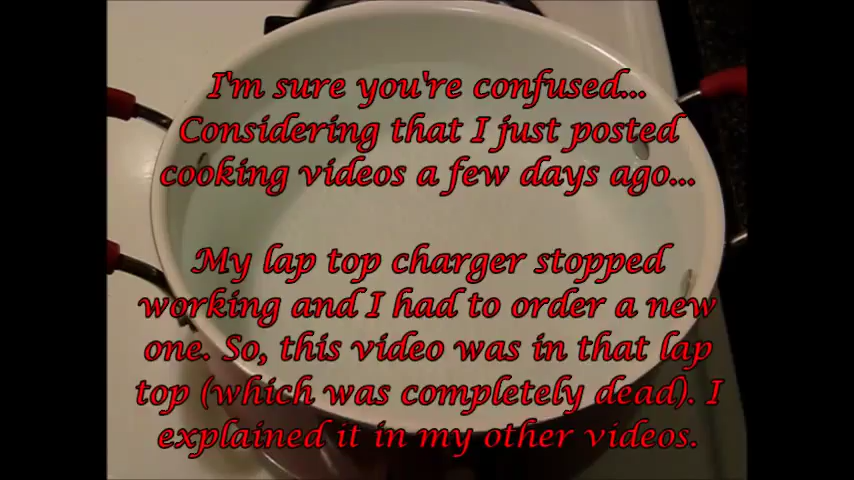 I'm sure you're confused...
Considering that I just posted
cooking videos a few days ago...
My lap top charger stopped
working and I had to order a new
one. So, this video was in that lap
top (which was completely dead). I
explained it in my other videos.